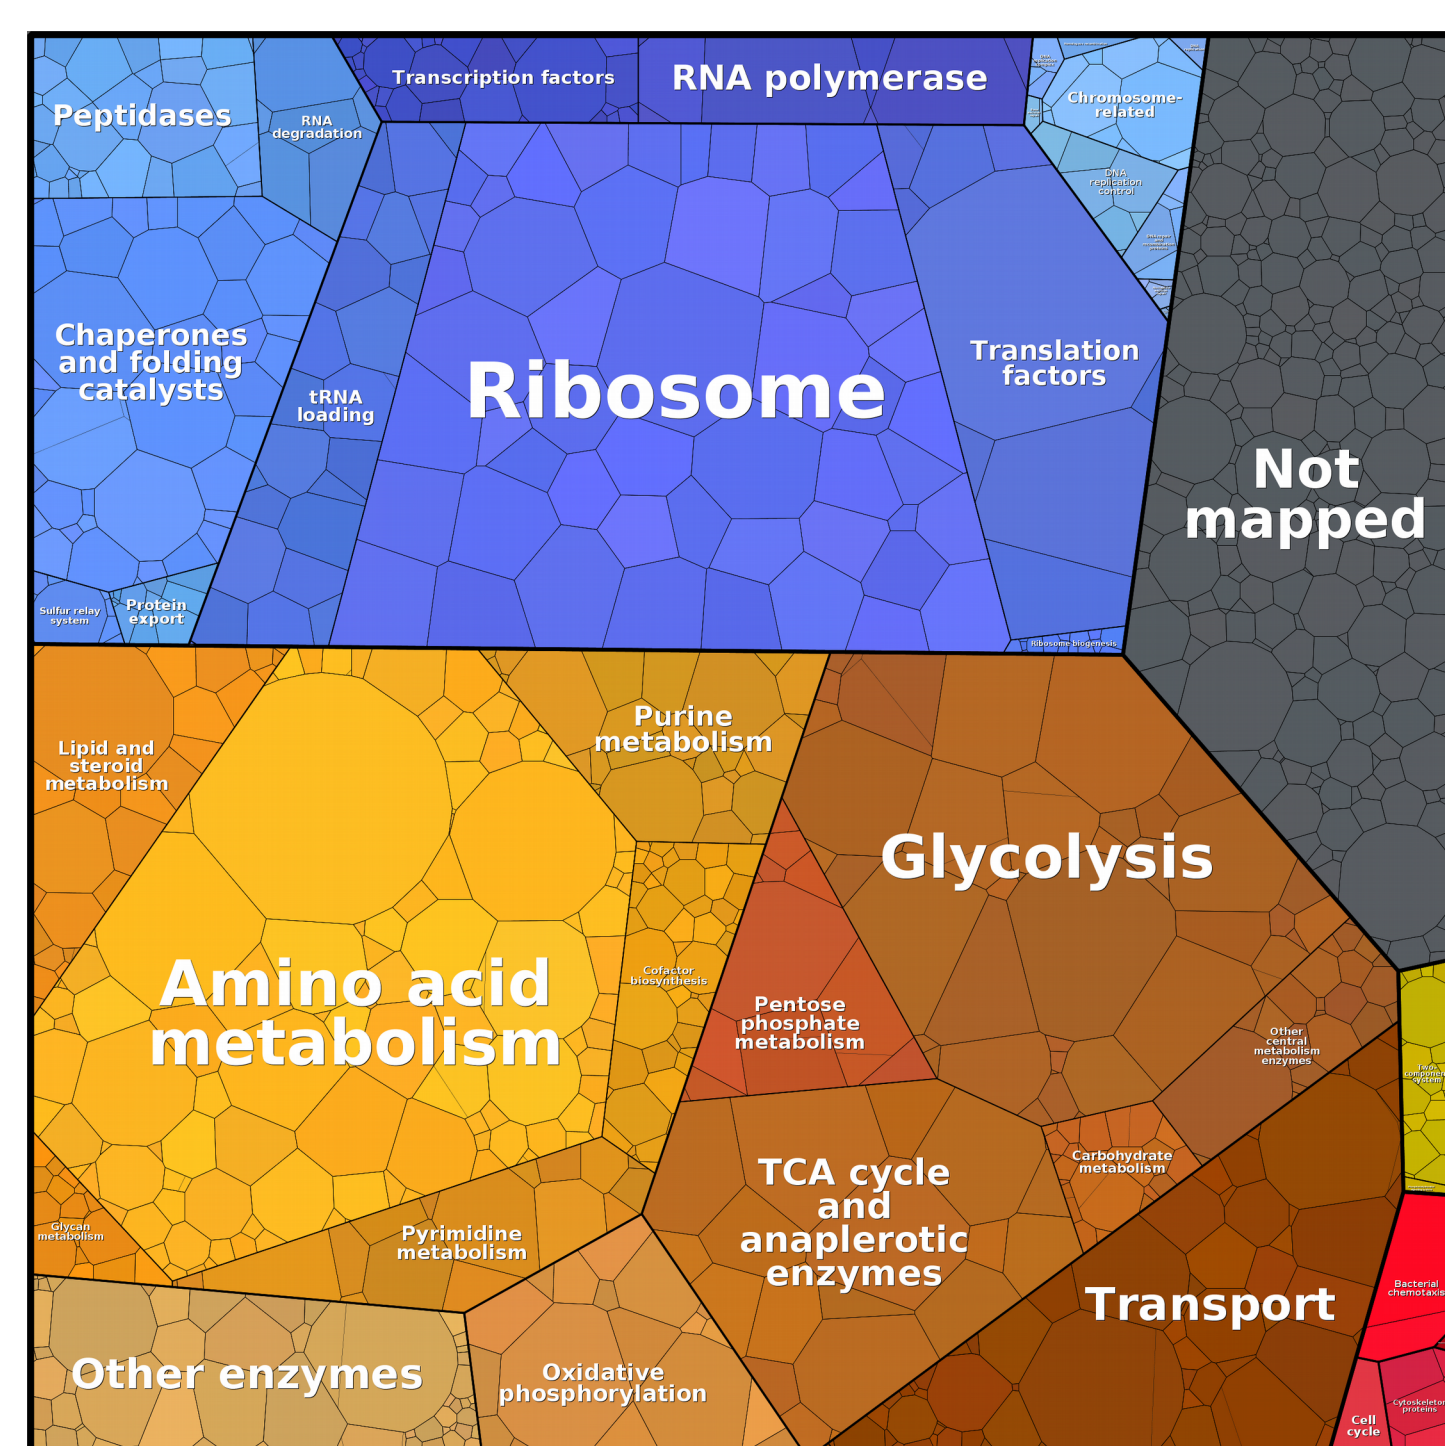 Peptidases
RNA
degradation
Transcription factors
RNA polymerase
Chromosome-
related
DNA
replication
control
Chaperones
and folding
catalysts
tRNA
loading
Ribosome
Translation
factors
Not
mapped
Sulfur relay
system
Protein
export
Ribosome biogenesis
Lipid and
steroid
metabolism
Purine
metabolism
Glycolysis
Amino acid
metabolism
Cofactor
biosynthesis
Pentose
phosphate
metabolism
Other
central
metabolism
enzymes
Two-
componen
system
TCA cycle
and
anaplerotic
enzymes
Carbohydrate
metabolism
Glycan
metabolism
Pyrimidine
metabolism
Transport
Bacterial
chemotaxis
Other enzymes
Oxidative
phosphorylation
Cell
cycle
Cytoskeleton
proteins